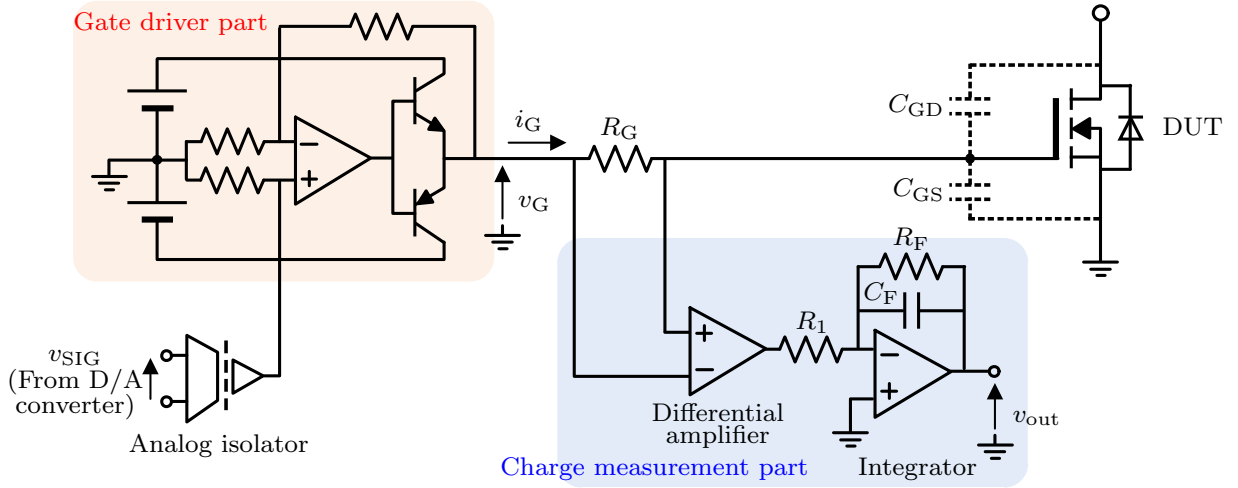 Gate driver part
−
+
i_G
v_G
R_G
C_GD
C_GS
DUT
v_SIG
(From D/A
converter)
Analog isolator
+
−
Differential
amplifier
R_1
R_F
C_F
−
+
v_out
Integrator
Charge measurement part